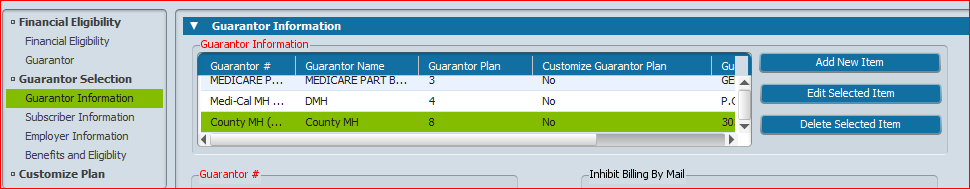 Financial Eligibility
Financial Eligibility
Guarantor
Guarantor Selection
Guarantor Information
Subscriber Information
Employer Information
Benefits and Eligiblity
Customize Plan
Guarantor Information
Guarantor Information
Guarantor # Guarantor Name Guarantor Plan Customize Guarantor Plan Gu
MEDICARE P... MEDICARE PART B... 3 No GE
Medi-Cal MH ... DMH 4 No P.O
County MH (... County MH 8 No 30
Add New Item
Edit Selected Item
Delete Selected Item
Guarantor # Inhibit Billing By Mail